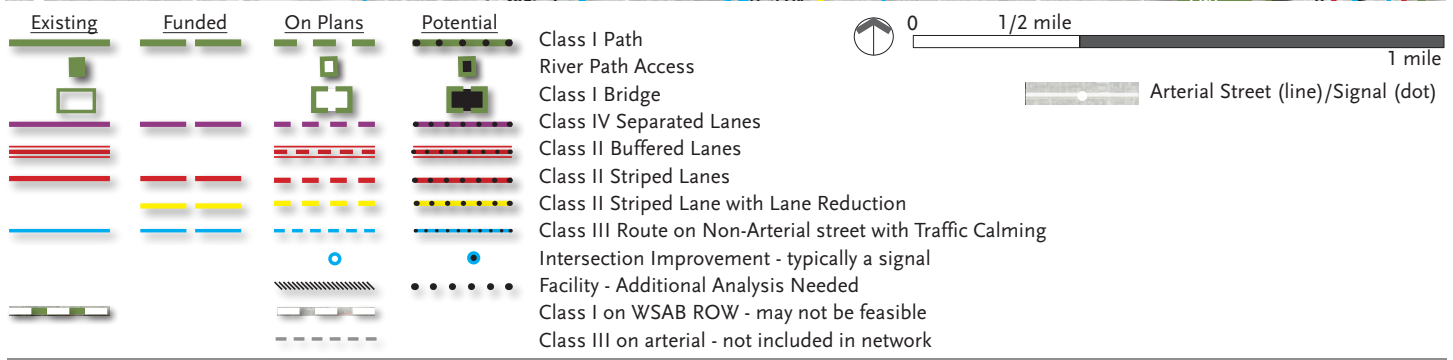 Existing Funded On Plans Potential
Class I Path
River Path Access
Class I Bridge
Class IV Separated Lanes
Class II Buffered Lanes
Class II Striped Lanes
Class II Striped Lane with Lane Reduction
Class III Route on Non-Arterial street with Traffic Calming
Intersection Improvement - typically a signal
Facility - Additional Analysis Needed
Class I on WSAB ROW - may not be feasible
Class III on arterial - not included in network
0 1/2 mile
1 mile
Arterial Street (line)/Signal (dot)